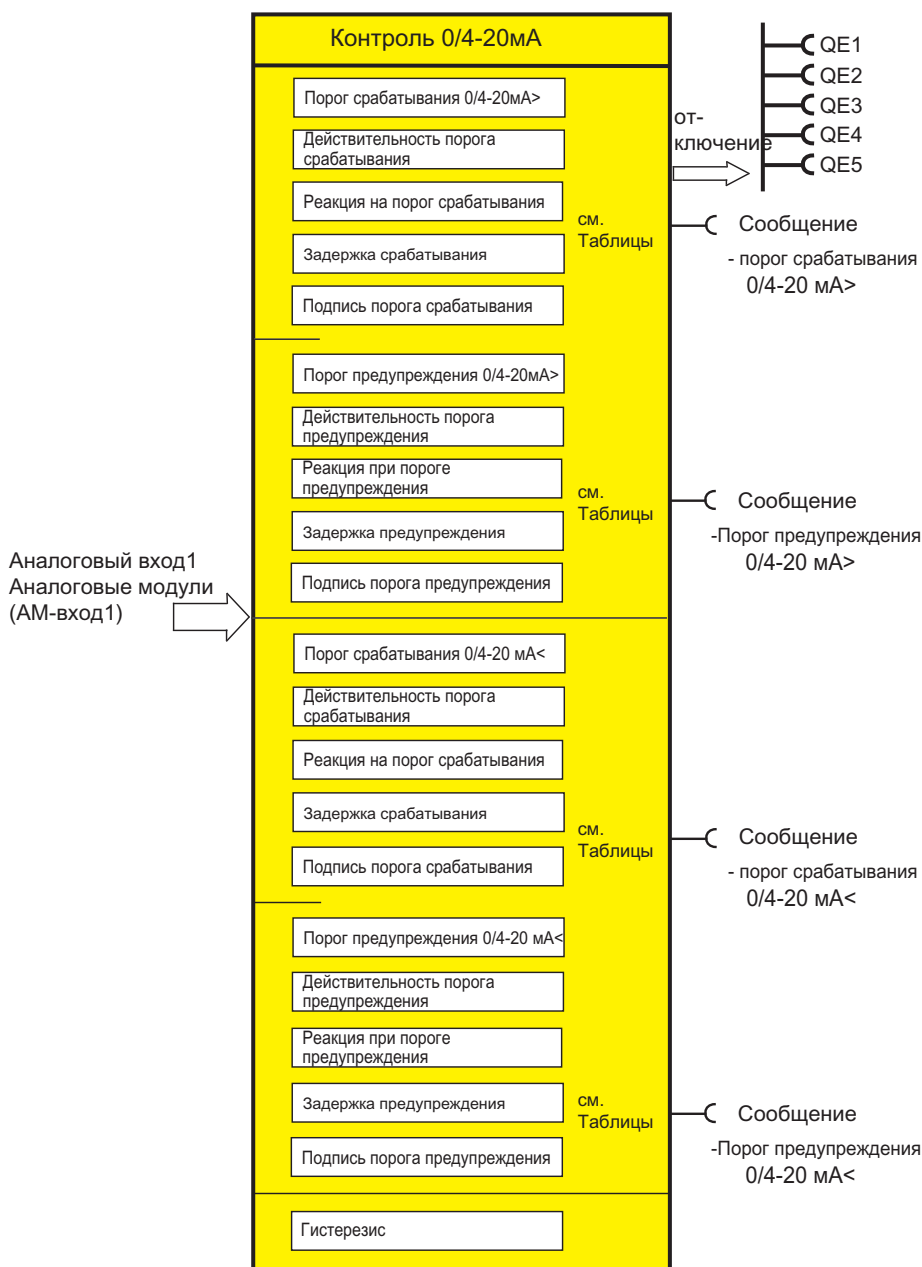 Контроль 0/4-20мА
Порог срабатывания 0/4-20мА>
Действительность порога
срабатывания
Реакция на порог срабатывания
Задержка срабатывания
Подпись порога срабатывания
см.
Таблицы
от-
ключение
QE1
QE2
QE3
QE4
QE5
Сообщение
- порог срабатывания
0/4-20 мА>
Порог предупреждения 0/4-20мА>
Действительность порога
предупреждения
Реакция при пороге
предупреждения
Задержка предупреждения
Подпись порога предупреждения
см.
Таблицы
Сообщение
-Порог предупреждения
0/4-20 мА>
Аналоговый вход1
Аналоговые модули
(АМ-вход1)
Порог срабатывания 0/4-20 мА<
Действительность порога
срабатывания
Реакция на порог срабатывания
Задержка срабатывания
Подпись порога срабатывания
см.
Таблицы
Сообщение
- порог срабатывания
0/4-20 мА<
Порог предупреждения 0/4-20 мА<
Действительность порога
предупреждения
Реакция при пороге
предупреждения
Задержка предупреждения
Подпись порога предупреждения
см.
Таблицы
Сообщение
-Порог предупреждения
0/4-20 мА<
Гистерезис